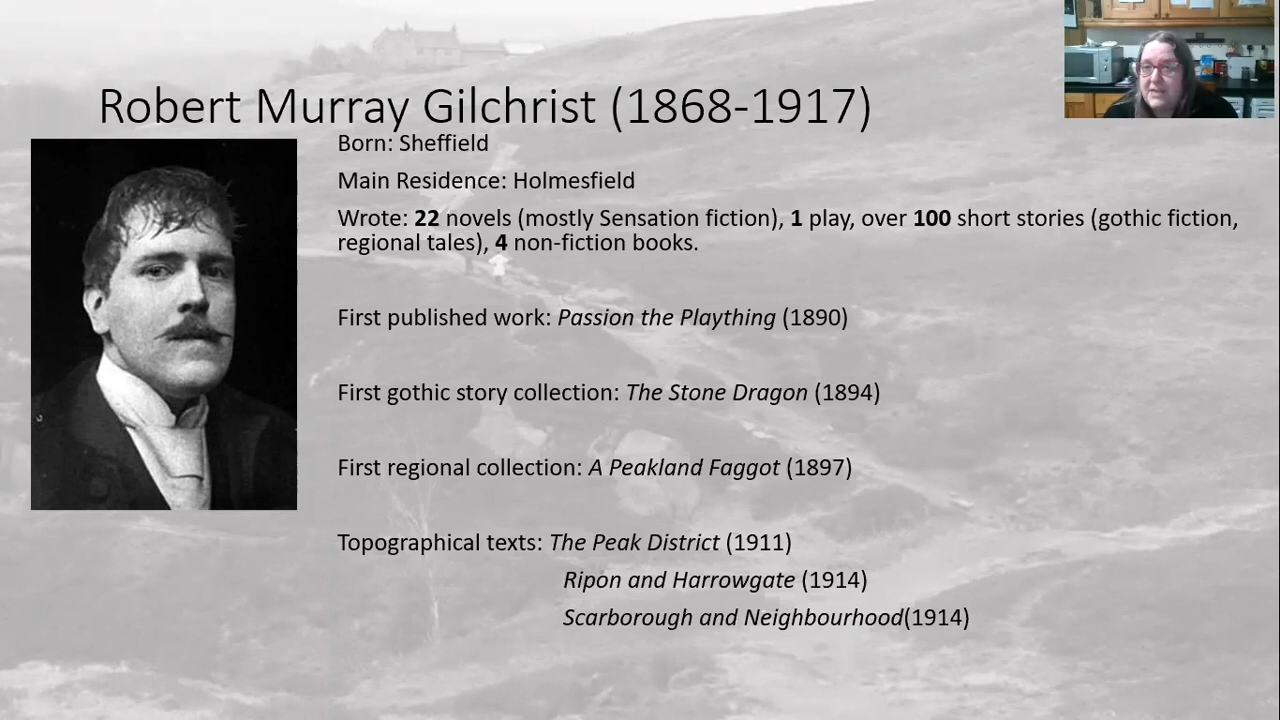 Robert Murray Gilchrist (1868-1917)
Born: Sheffield
Main Residence: Holmesfield
Wrote: 22 novels (mostly Sensation fiction), 1 play, over 100 short stories (gothic fiction,
regional tales), 4 non-fiction books.
First published work: Passion the Plaything (1890)
First gothic story collection: The Stone Dragon (1894)
First regional collection: A Peakland Faggot (1897)
Topographical texts: The Peak District (1911)
Ripon and Harrowgate (1914)
Scarborough and Neighbourhood(1914)